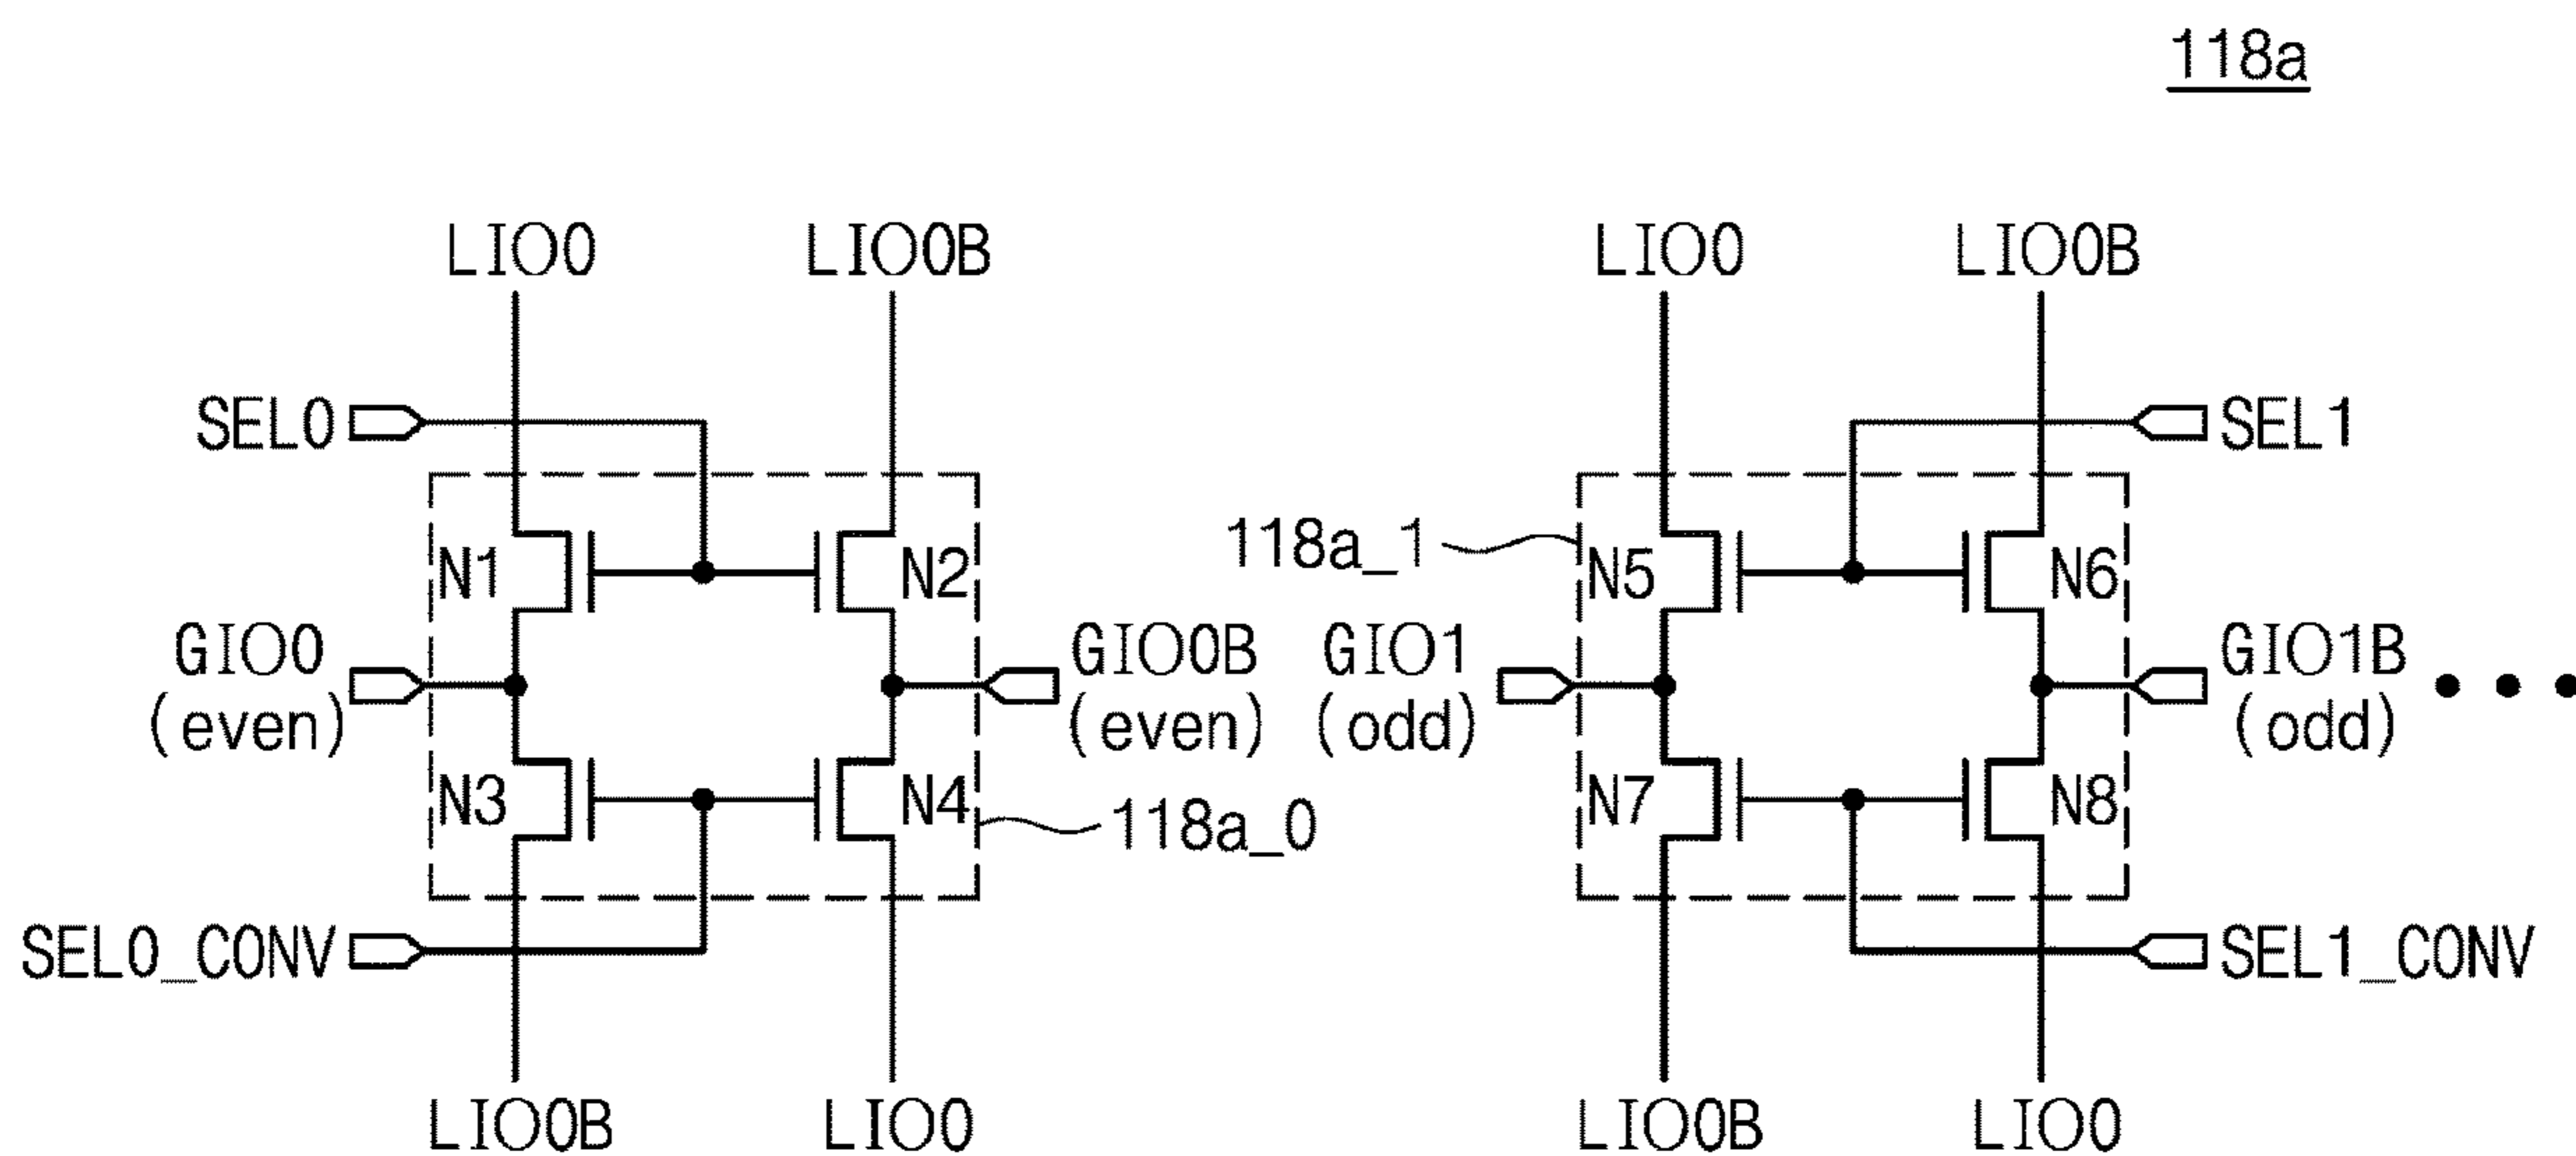 118a
LIO0 LIO0B LIO0 LIO0B
SEL0 SEL1
N1 N2 118a_1 N5 N6
GIO0 GIO0B GIO1 GIO1B
(even) (even) (odd) (odd)
N3 N4 118a_0 N7 N8
SEL0_CONV SEL1_CONV
LIO0B LIO0 LIO0B LIO0